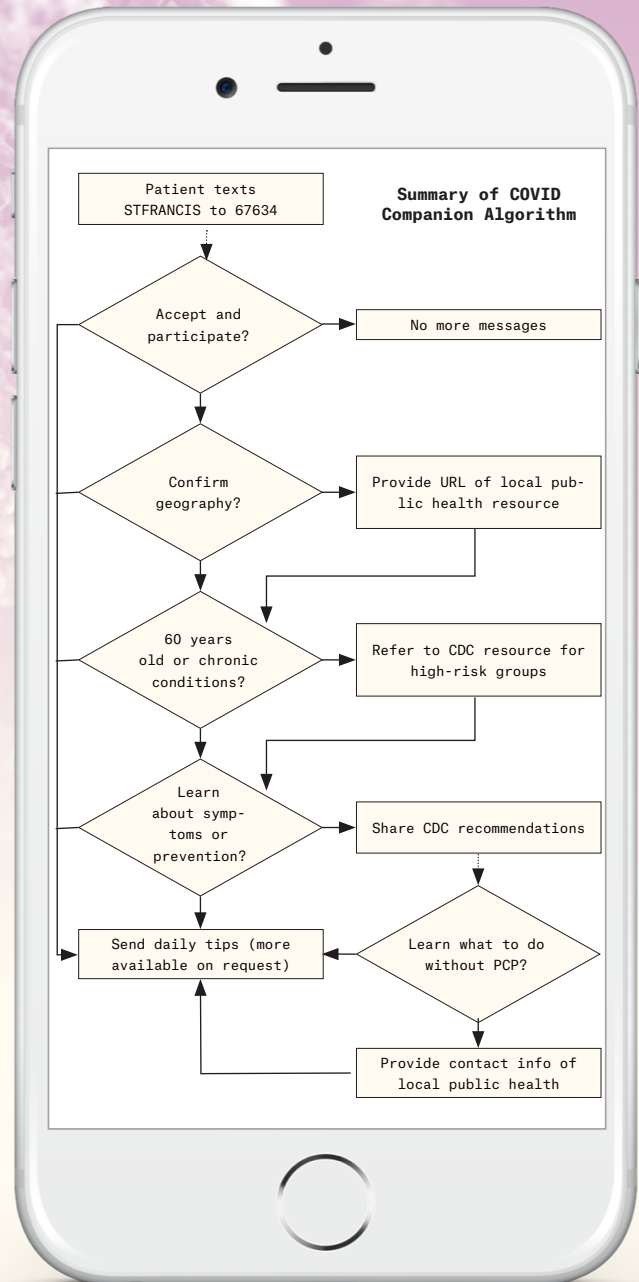 Patient texts
STFRANCIS to 67634
Summary of COVID
Companion Algorithm
Accept and
participate?
No more messages
Confirm
geography?
Provide URL of local pub-
lic health resource
60 years
old or chronic
conditions?
Refer to CDC resource for
high-risk groups
Learn
about symp-
toms or
prevention?
Share CDC recommendations
Send daily tips (more
available on request)
Learn what to do
without PCP?
Provide contact info of
local public health